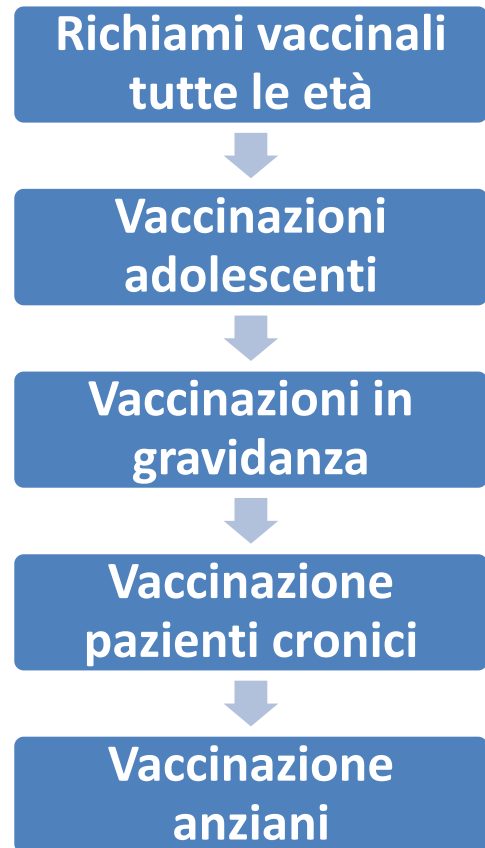 Richiami vaccinali
tutte le età
Vaccinazioni
adolescenti
Vaccinazioni in
gravidanza
Vaccinazione
pazienti cronici
Vaccinazione
anziani